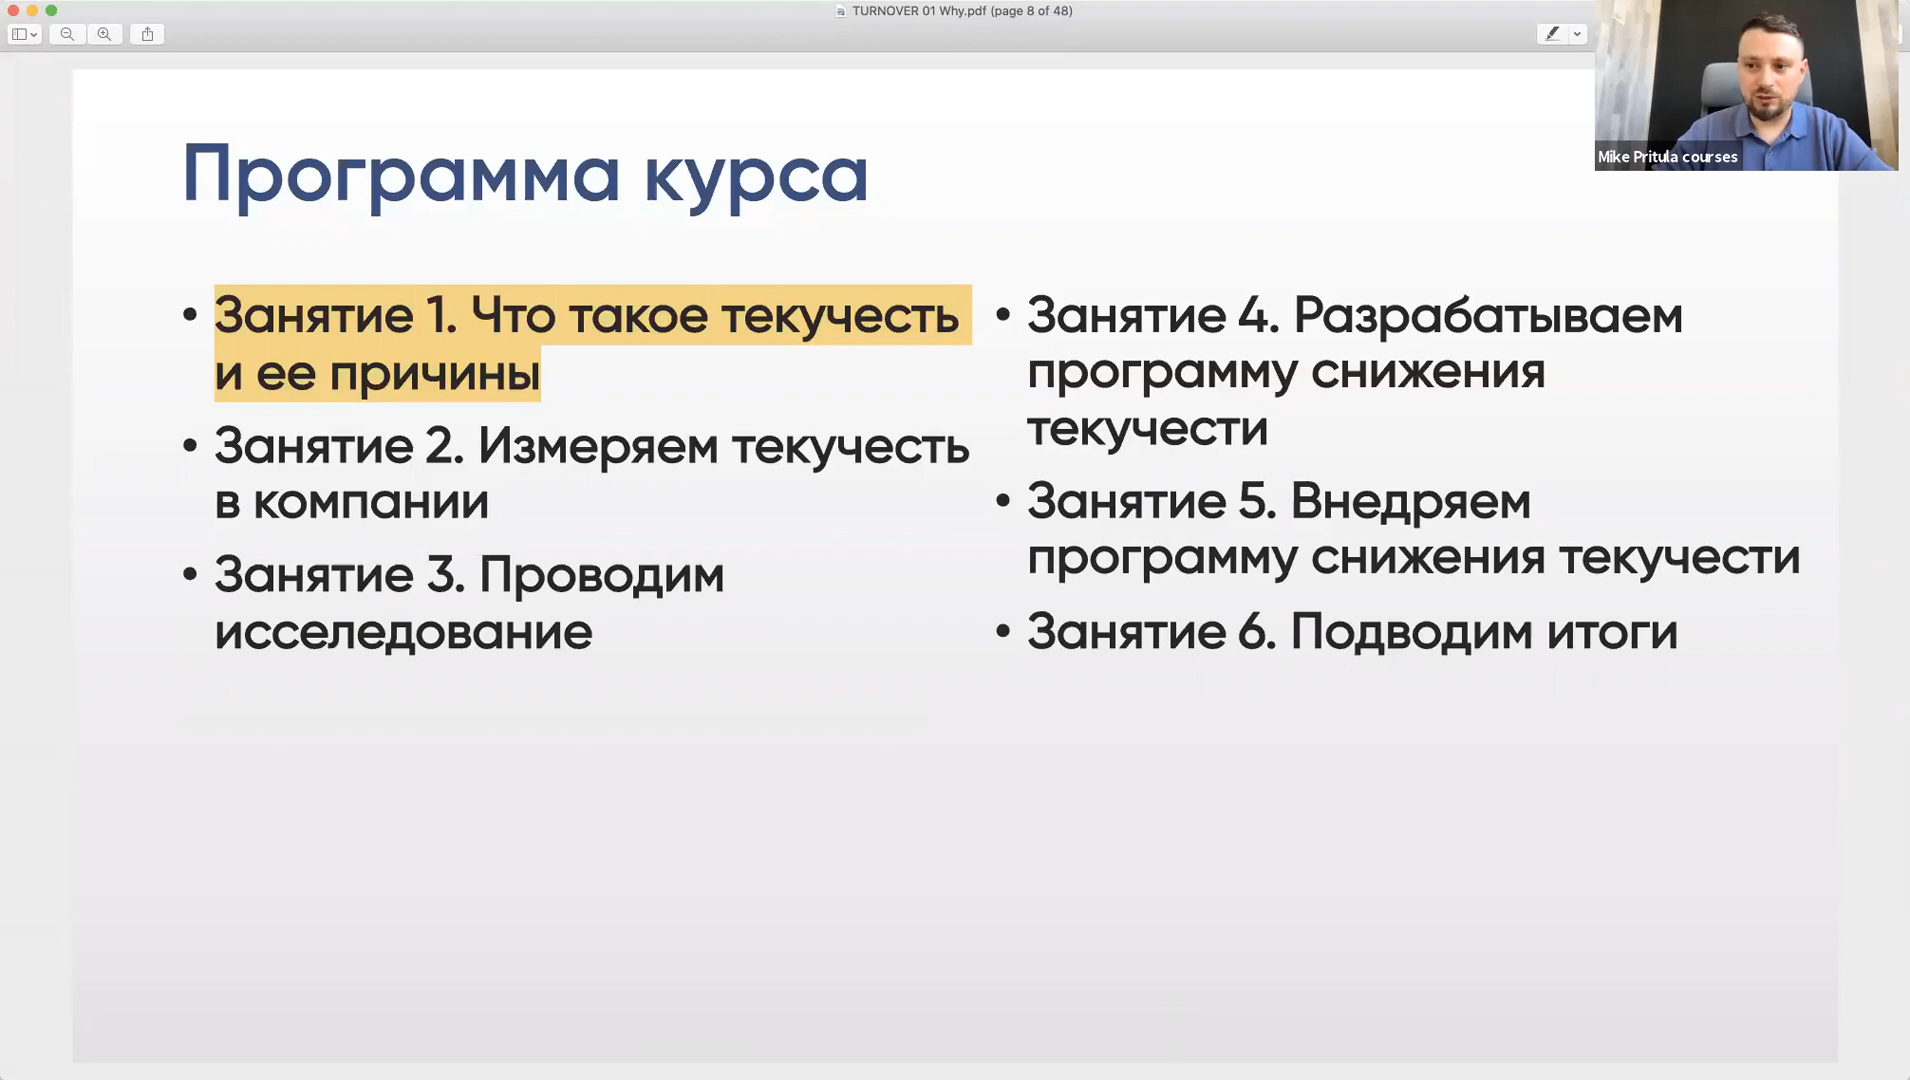 TURNOVER 01 Why.pdf (page 8 of 48)
Mike Pritula courses
Программа курса
• Занятие 1. Что такое текучесть
и ее причины
• Занятие 2. Измеряем текучесть
в компании
• Занятие 3. Проводим
исселедование
• Занятие 4. Разрабатываем
программу снижения
текучести
• Занятие 5. Внедряем
программу снижения текучести
• Занятие 6. Подводим итоги